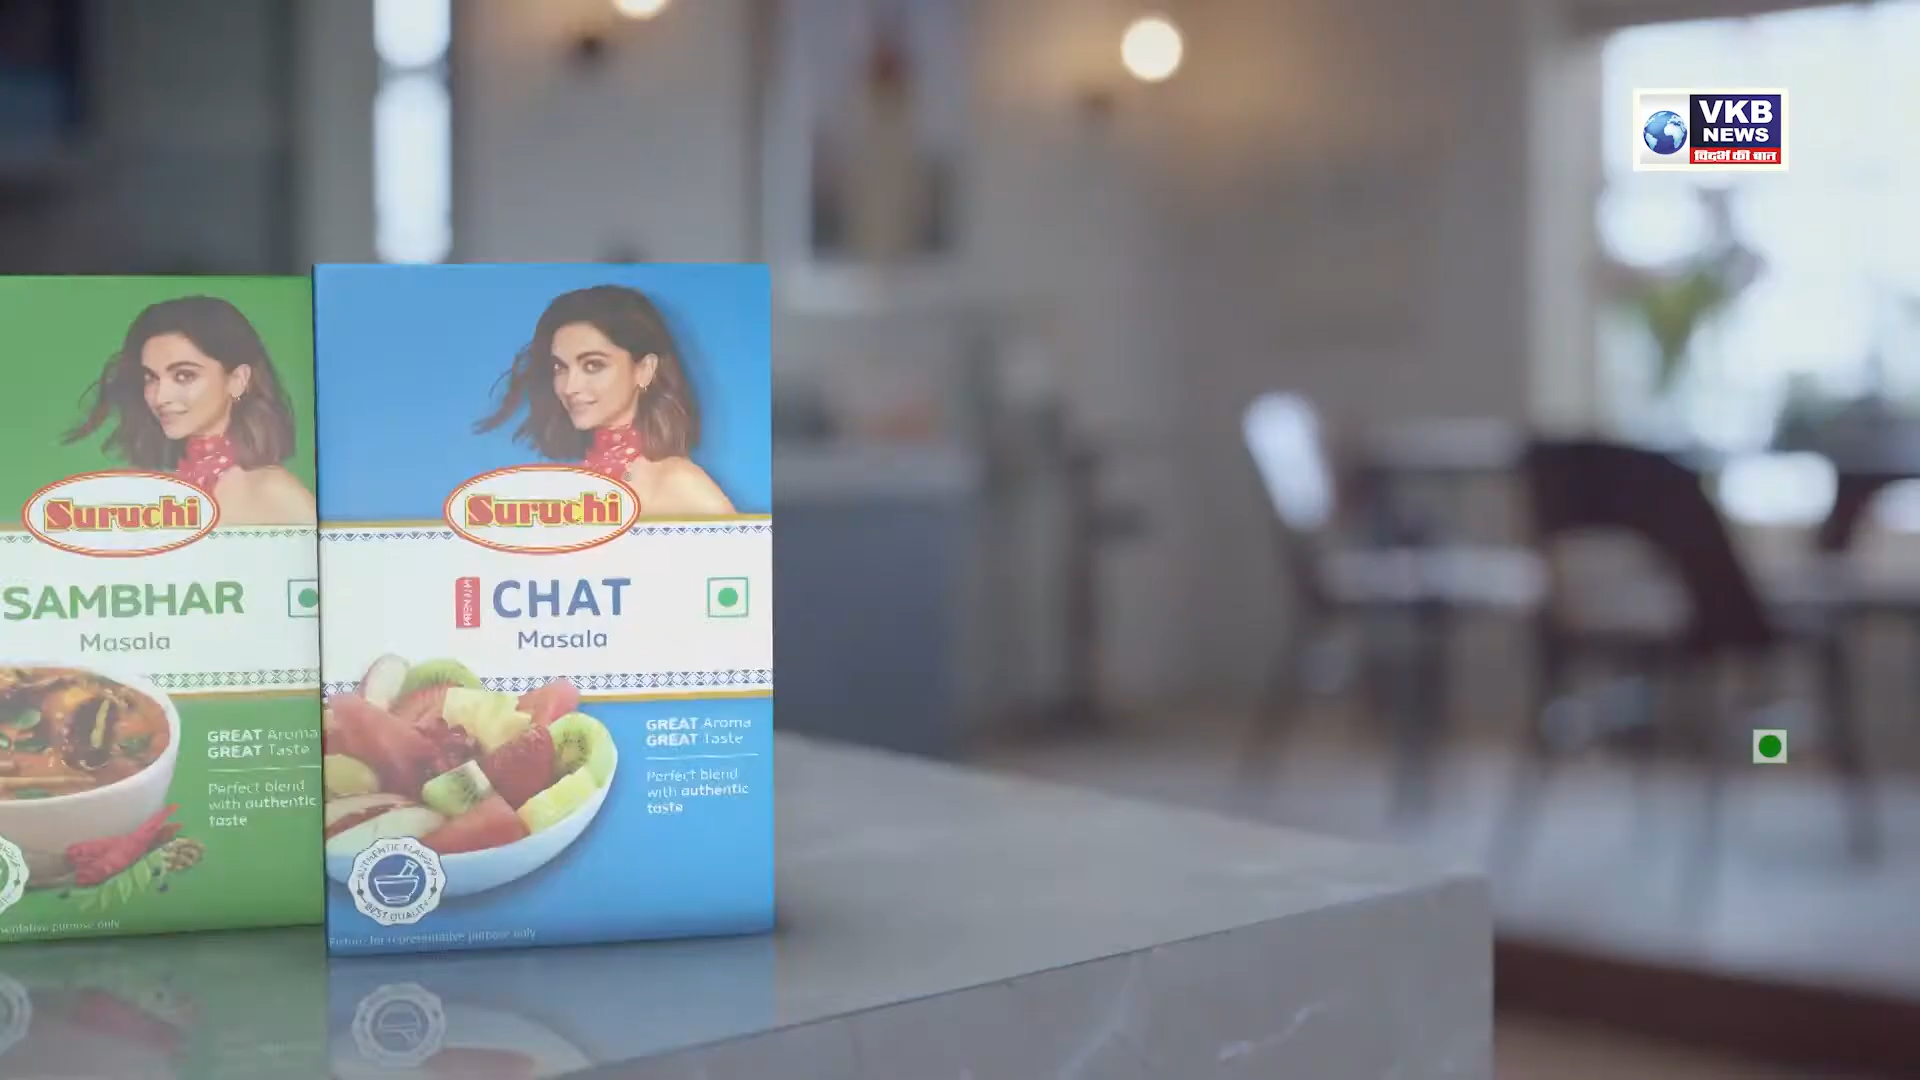 VKB
NEWS
विदर्भ की बात
Suruchi
SAMBHAR
Masala
GREAT Aroma
GREAT Taste
Perfect blend
with authentic
taste
Suruchi
CHAT
Masala
GREAT Aroma
GREAT Taste
Perfect blend
with authentic
taste
AUTHENTIC FLAVOUR
BEST QUALITY
Picture for representative purpose only